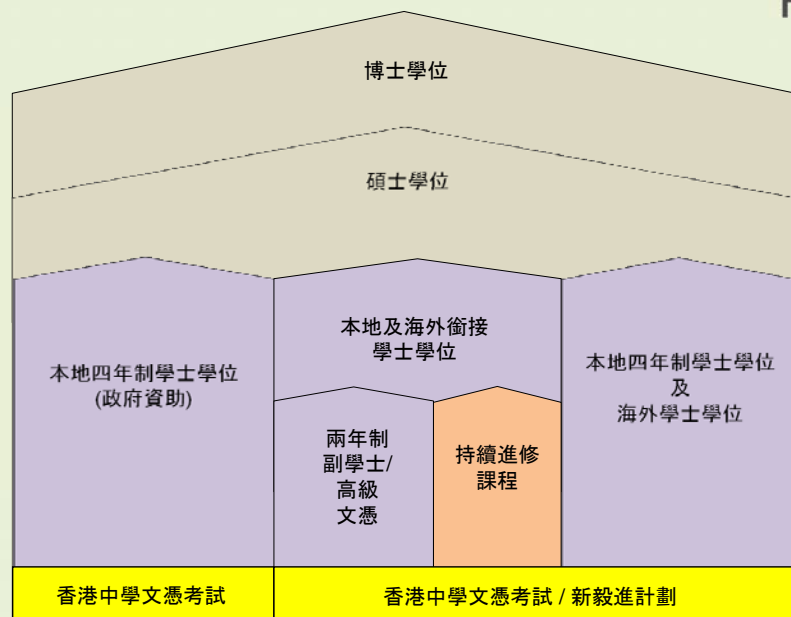 博士學位
碩士學位
本地四年制學士學位
(政府資助)
本地及海外銜接
學士學位
本地四年制學士學位
及
海外學士學位
兩年制
副學士/
高級
文憑
持續進修
課程
香港中學文憑考試
香港中學文憑考試 / 新毅進計劃